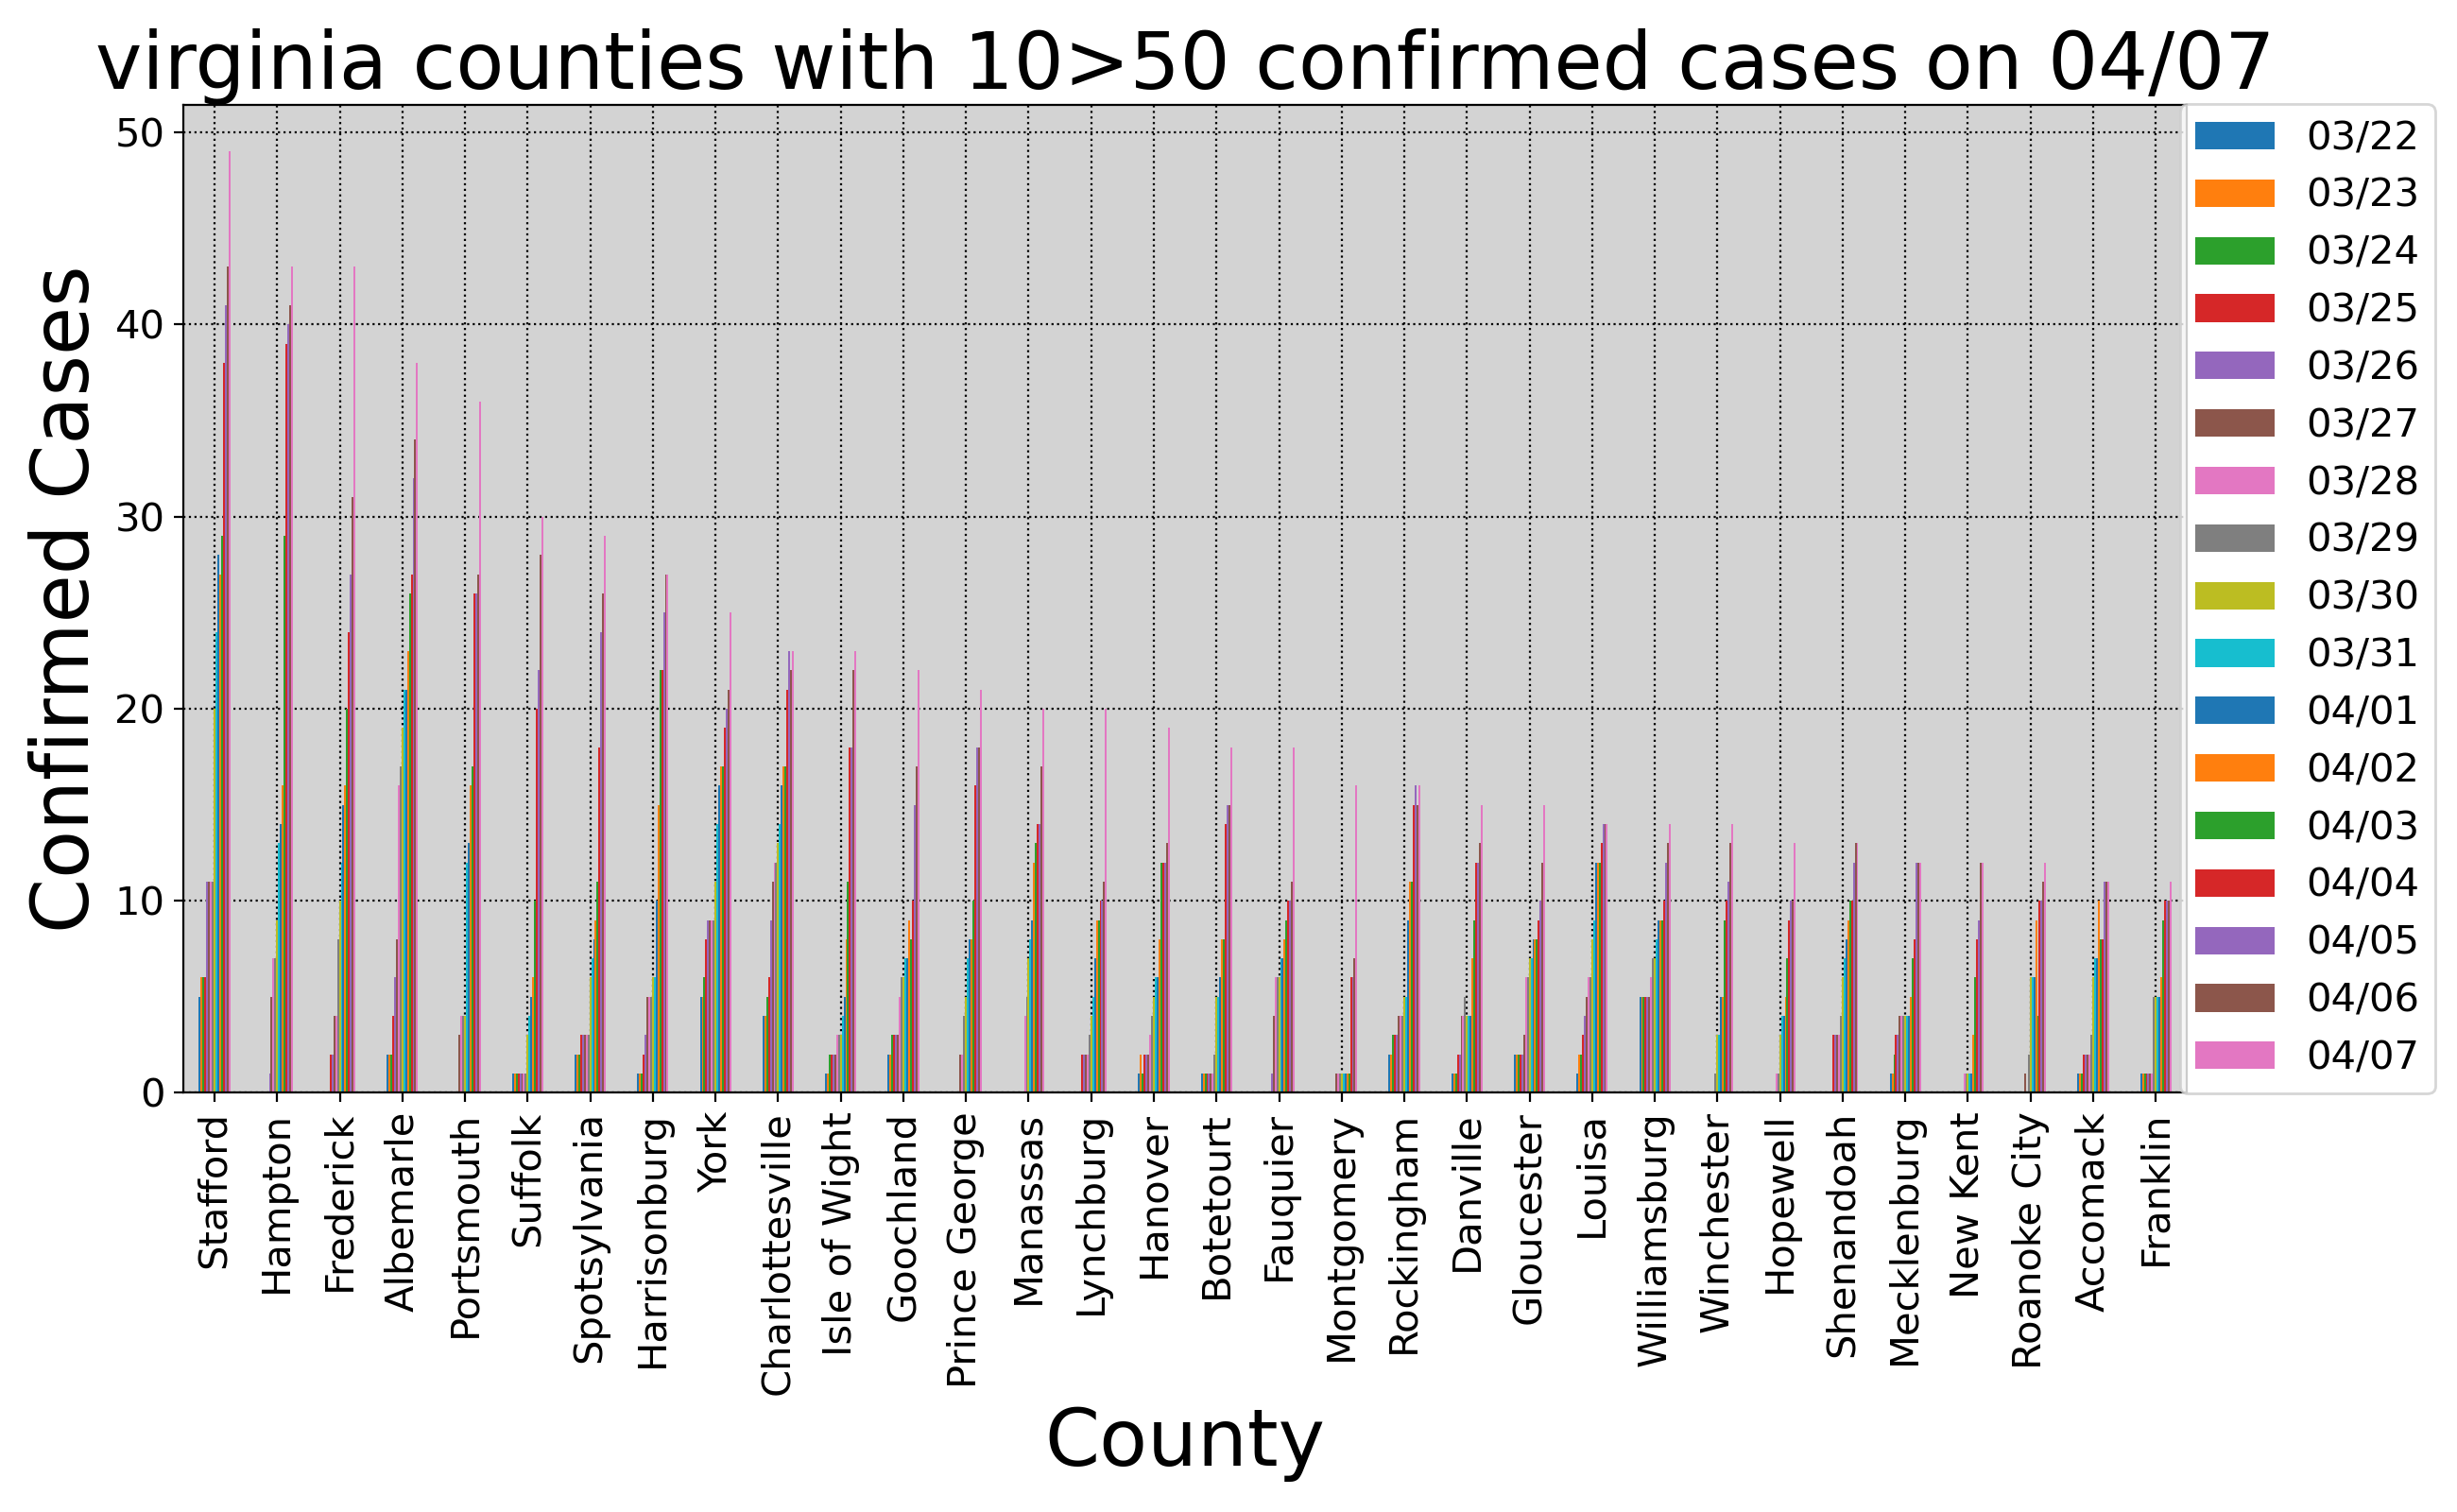 virginia counties with 10>50 confirmed cases on 04/07
Confirmed Cases
50
40
30
20
10
0
03/22
03/23
03/24
03/25
03/26
03/27
03/28
03/29
03/30
03/31
04/01
04/02
04/03
04/04
04/05
04/06
04/07
Stafford
Hampton
Frederick
Albemarle
Portsmouth
Suffolk
Spotsylvania
Harrisonburg
York
Charlottesville
Isle of Wight
Goochland
Prince George
Manassas
Lynchburg
Hanover
Botetourt
Fauquier
Montgomery
Rockingham
Danville
Gloucester
Louisa
Williamsburg
Winchester
Hopewell
Shenandoah
Mecklenburg
New Kent
Roanoke City
Accomack
Franklin
County